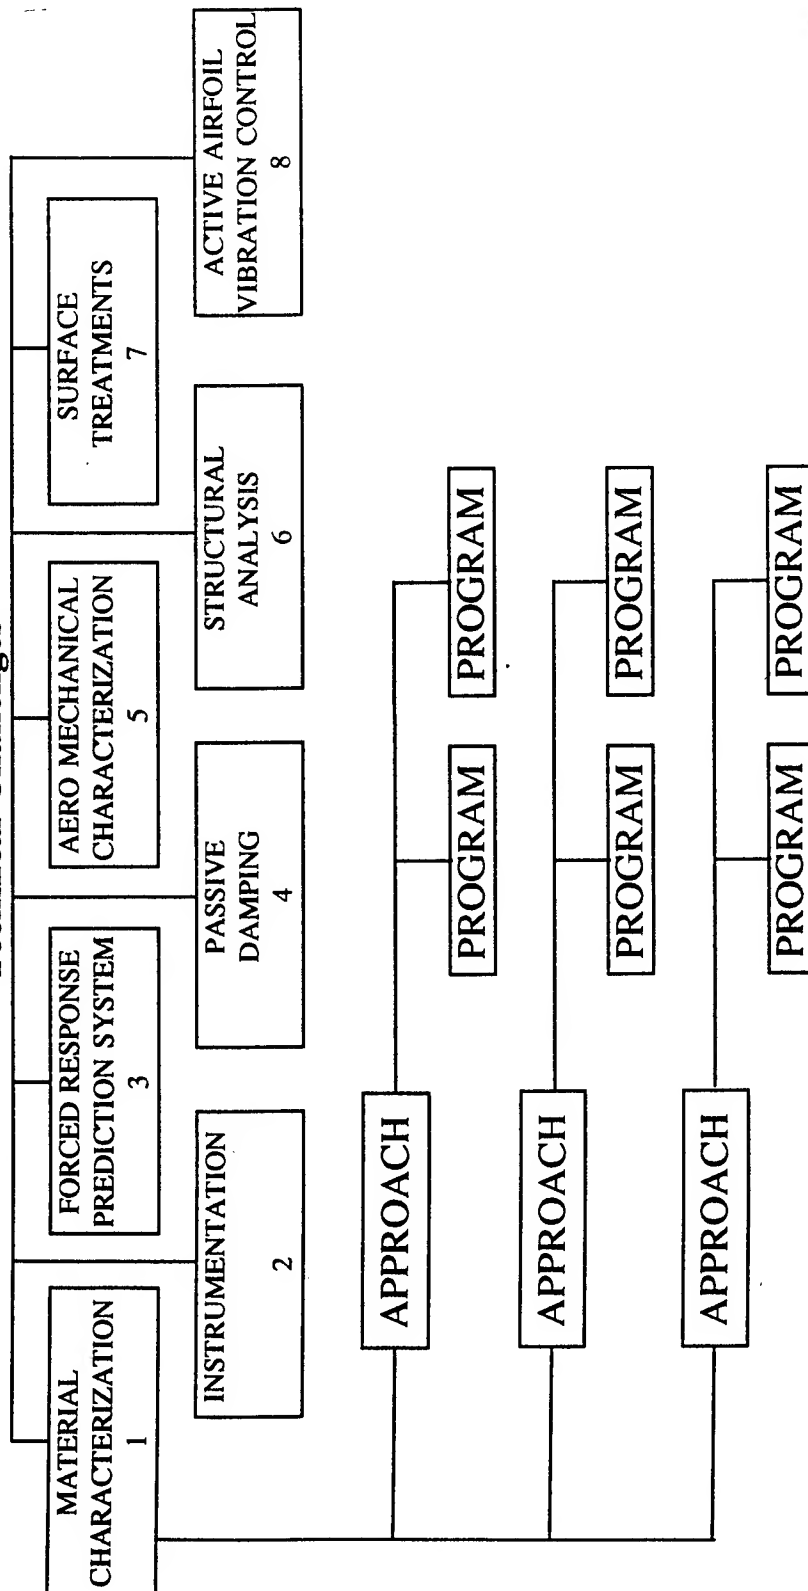 MATERIAL
CHARACTERIZATION
1
INSTRUMENTATION
2
FORCED RESPONSE
PREDICTION SYSTEM
3
PASSIVE
DAMPING
4
AERO MECHANICAL
CHARACTERIZATION
5
STRUCTURAL
ANALYSIS
6
SURFACE
TREATMENTS
7
ACTIVE AIRFOIL
VIBRATION CONTROL
8
APPROACH
PROGRAM
PROGRAM
APPROACH
PROGRAM
PROGRAM
APPROACH
PROGRAM
PROGRAM